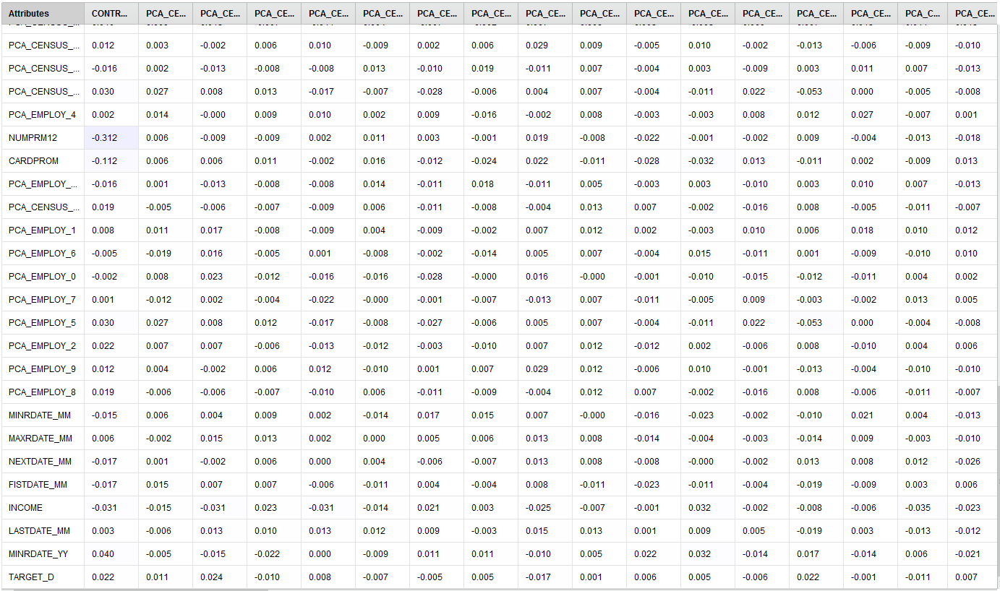 Attributes CONTR... PCA_CE... PCA_CE... PCA_CE... PCA_CE... PCA_CE... PCA_CE... PCA_CE... PCA_CE... PCA_CE... PCA_CE... PCA_CE... PCA_CE... PCA_CE... PCA_CE... PCA_C... PCA_CE...
PCA_CENSUS_... 0.012 0.003 -0.002 0.006 0.010 -0.009 0.002 0.006 0.029 0.009 -0.005 0.010 -0.002 -0.013 -0.006 -0.009 -0.010
PCA_CENSUS_... -0.016 0.002 -0.013 -0.008 -0.008 0.013 -0.010 0.019 -0.011 0.007 -0.004 0.003 -0.009 0.003 0.011 0.007 -0.013
PCA_CENSUS_... 0.030 0.027 0.008 0.013 -0.017 -0.007 -0.028 -0.006 0.004 0.007 -0.004 -0.011 0.022 -0.053 0.000 -0.005 -0.008
PCA_EMPLOY_4 0.002 0.014 -0.000 0.009 0.010 0.002 0.009 -0.016 -0.002 0.008 -0.003 -0.003 0.008 0.012 0.027 -0.007 0.001
NUMPRM12 -0.312 0.006 -0.009 -0.009 0.002 0.011 0.003 -0.001 0.019 -0.008 -0.022 -0.001 -0.002 0.009 -0.004 -0.013 -0.018
CARDPROM -0.112 0.006 0.006 0.011 -0.002 0.016 -0.012 -0.024 0.022 -0.011 -0.028 -0.032 0.013 -0.011 0.002 -0.009 0.013
PCA_EMPLOY_... -0.016 0.001 -0.013 -0.008 -0.008 0.014 -0.011 0.018 -0.011 0.005 -0.003 0.003 -0.010 0.003 0.010 0.007 -0.013
PCA_CENSUS_... 0.019 -0.005 -0.006 -0.007 -0.009 0.006 -0.011 -0.008 -0.004 0.013 0.007 -0.002 -0.016 0.008 -0.005 -0.011 -0.007
PCA_EMPLOY_1 0.008 0.011 0.017 -0.008 -0.009 0.004 -0.009 -0.002 0.007 0.012 0.002 -0.003 0.010 0.006 0.018 0.010 0.012
PCA_EMPLOY_6 -0.005 -0.019 0.016 -0.005 0.001 -0.008 -0.002 -0.014 0.005 0.007 -0.004 0.015 -0.011 0.001 -0.009 -0.010 0.010
PCA_EMPLOY_0 -0.002 0.008 0.023 -0.012 -0.016 -0.016 -0.028 -0.000 0.016 -0.000 -0.001 -0.010 -0.015 -0.012 -0.011 0.004 0.002
PCA_EMPLOY_7 0.001 -0.012 0.002 -0.004 -0.022 -0.000 -0.001 -0.007 -0.013 0.007 -0.011 -0.005 0.009 -0.003 -0.002 0.013 0.005
PCA_EMPLOY_5 0.030 0.027 0.008 0.012 -0.017 -0.008 -0.027 -0.006 0.005 0.007 -0.004 -0.011 0.022 -0.053 0.000 -0.004 -0.008
PCA_EMPLOY_2 0.022 0.007 0.007 -0.006 -0.013 -0.012 -0.003 -0.010 0.007 0.012 -0.012 0.002 -0.006 0.008 -0.010 0.004 0.006
PCA_EMPLOY_9 0.012 0.004 -0.002 0.006 0.012 -0.010 0.001 0.007 0.029 0.012 -0.006 0.010 -0.001 -0.013 -0.004 -0.010 -0.010
PCA_EMPLOY_8 0.019 -0.006 -0.006 -0.007 -0.010 0.006 -0.011 -0.009 -0.004 0.012 0.007 -0.002 -0.016 0.008 -0.006 -0.011 -0.007
MINRDATE_MM -0.015 0.006 0.004 0.009 0.002 -0.014 0.017 0.015 0.007 -0.000 -0.016 -0.023 -0.002 -0.010 0.021 0.004 -0.013
MAXRDATE_MM 0.006 -0.002 0.015 0.013 0.002 0.000 0.005 0.006 0.013 0.008 -0.014 -0.004 -0.003 -0.014 0.009 -0.003 -0.010
NEXTDATE_MM -0.017 0.001 -0.002 0.006 0.000 0.004 -0.006 -0.007 0.013 0.008 -0.008 -0.000 -0.002 0.013 0.008 0.012 -0.026
FISTDATE_MM -0.017 0.015 0.007 0.007 -0.006 -0.011 0.004 -0.004 0.008 -0.011 -0.023 -0.011 -0.004 -0.019 -0.009 0.003 0.006
INCOME -0.031 -0.015 -0.031 0.023 -0.031 -0.014 0.021 0.003 -0.025 -0.007 -0.001 0.032 -0.002 -0.008 -0.006 -0.035 -0.023
LASTDATE_MM 0.003 -0.006 0.013 0.010 0.013 0.012 0.009 -0.003 0.015 0.013 0.001 0.009 0.005 -0.019 0.003 -0.013 -0.012
MINRDATE_YY 0.040 -0.005 -0.015 -0.022 0.000 -0.009 0.011 0.011 -0.010 0.005 0.022 0.032 -0.014 0.017 -0.014 0.006 -0.021
TARGET_D 0.022 0.011 0.024 -0.010 0.008 -0.007 -0.005 0.005 -0.017 0.001 0.006 0.005 -0.006 0.022 -0.001 -0.011 0.007